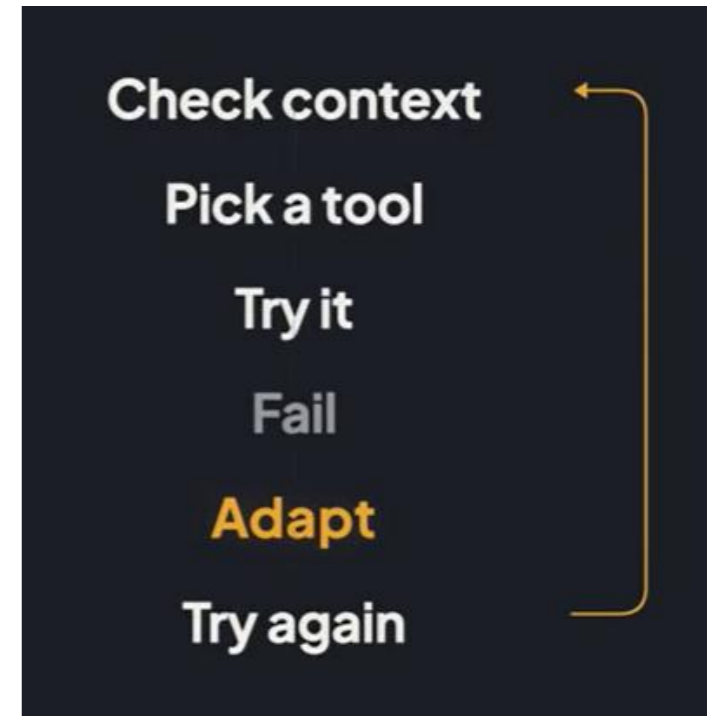 Check context
Pick a tool
Try it
Fail
Adapt
Try again